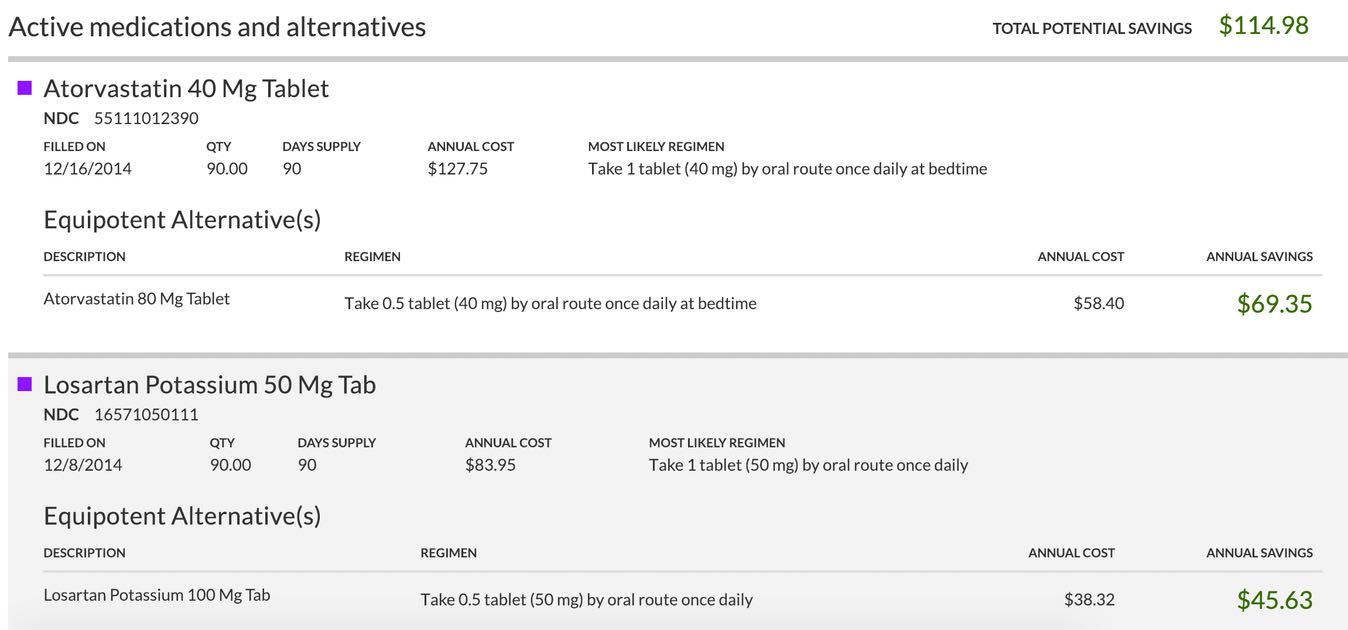 Active medications and alternatives TOTAL POTENTIAL SAVINGS $114.98
Atorvastatin 40 Mg Tablet
NDC 55111012390
FILLED ON QTY DAYS SUPPLY ANNUAL COST MOST LIKELY REGIMEN
12/16/2014 90.00 90 $127.75 Take 1 tablet (40 mg) by oral route once daily at bedtime
Equipotent Alternative(s)
DESCRIPTION REGIMEN ANNUAL COST ANNUAL SAVINGS
Atorvastatin 80 Mg Tablet Take 0.5 tablet (40 mg) by oral route once daily at bedtime $58.40 $69.35
Losartan Potassium 50 Mg Tab
NDC 16571050111
FILLED ON QTY DAYS SUPPLY ANNUAL COST MOST LIKELY REGIMEN
12/8/2014 90.00 90 $83.95 Take 1 tablet (50 mg) by oral route once daily
Equipotent Alternative(s)
DESCRIPTION REGIMEN ANNUAL COST ANNUAL SAVINGS
Losartan Potassium 100 Mg Tab Take 0.5 tablet (50 mg) by oral route once daily $38.32 $45.63